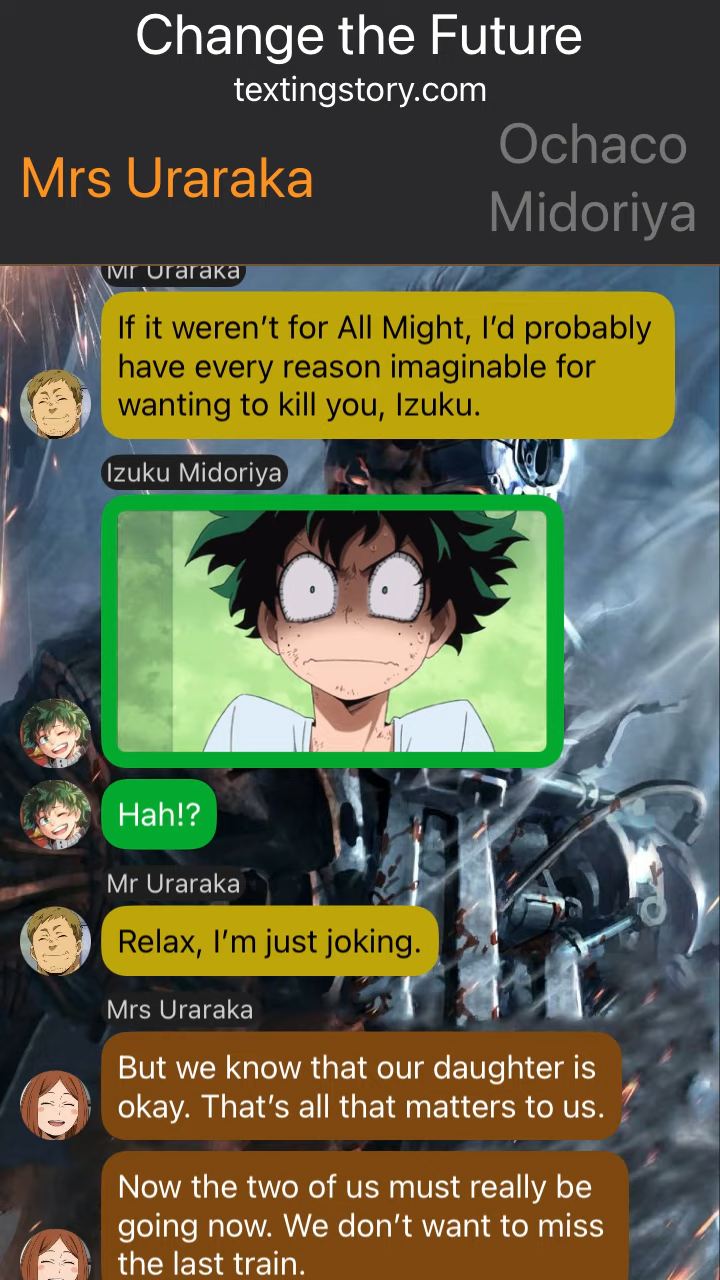 Change the Future
textingstory.com
Mrs Uraraka
Ochaco
Midoriya
Mr Uraraka
If it weren’t for All Might, I’d probably
have every reason imaginable for
wanting to kill you, Izuku.
Izuku Midoriya
Hah!?
Mr Uraraka
Relax, I’m just joking.
Mrs Uraraka
But we know that our daughter is
okay. That’s all that matters to us.
Now the two of us must really be
going now. We don’t want to miss
the last train.